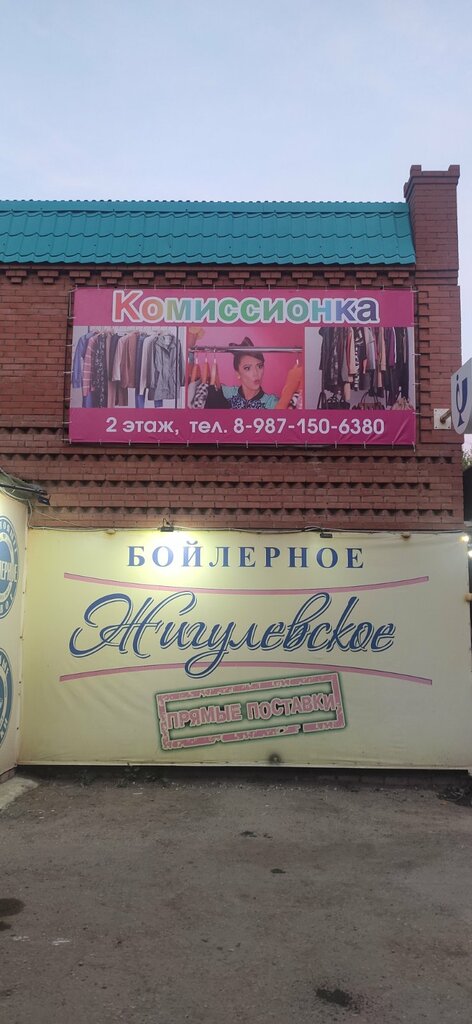 Комиссионка
2 этаж, тел. 8-987-150-6380
БОЙЛЕРНОЕ
Жигулевское
ПРЯМЫЕ ПОСТАВКИ